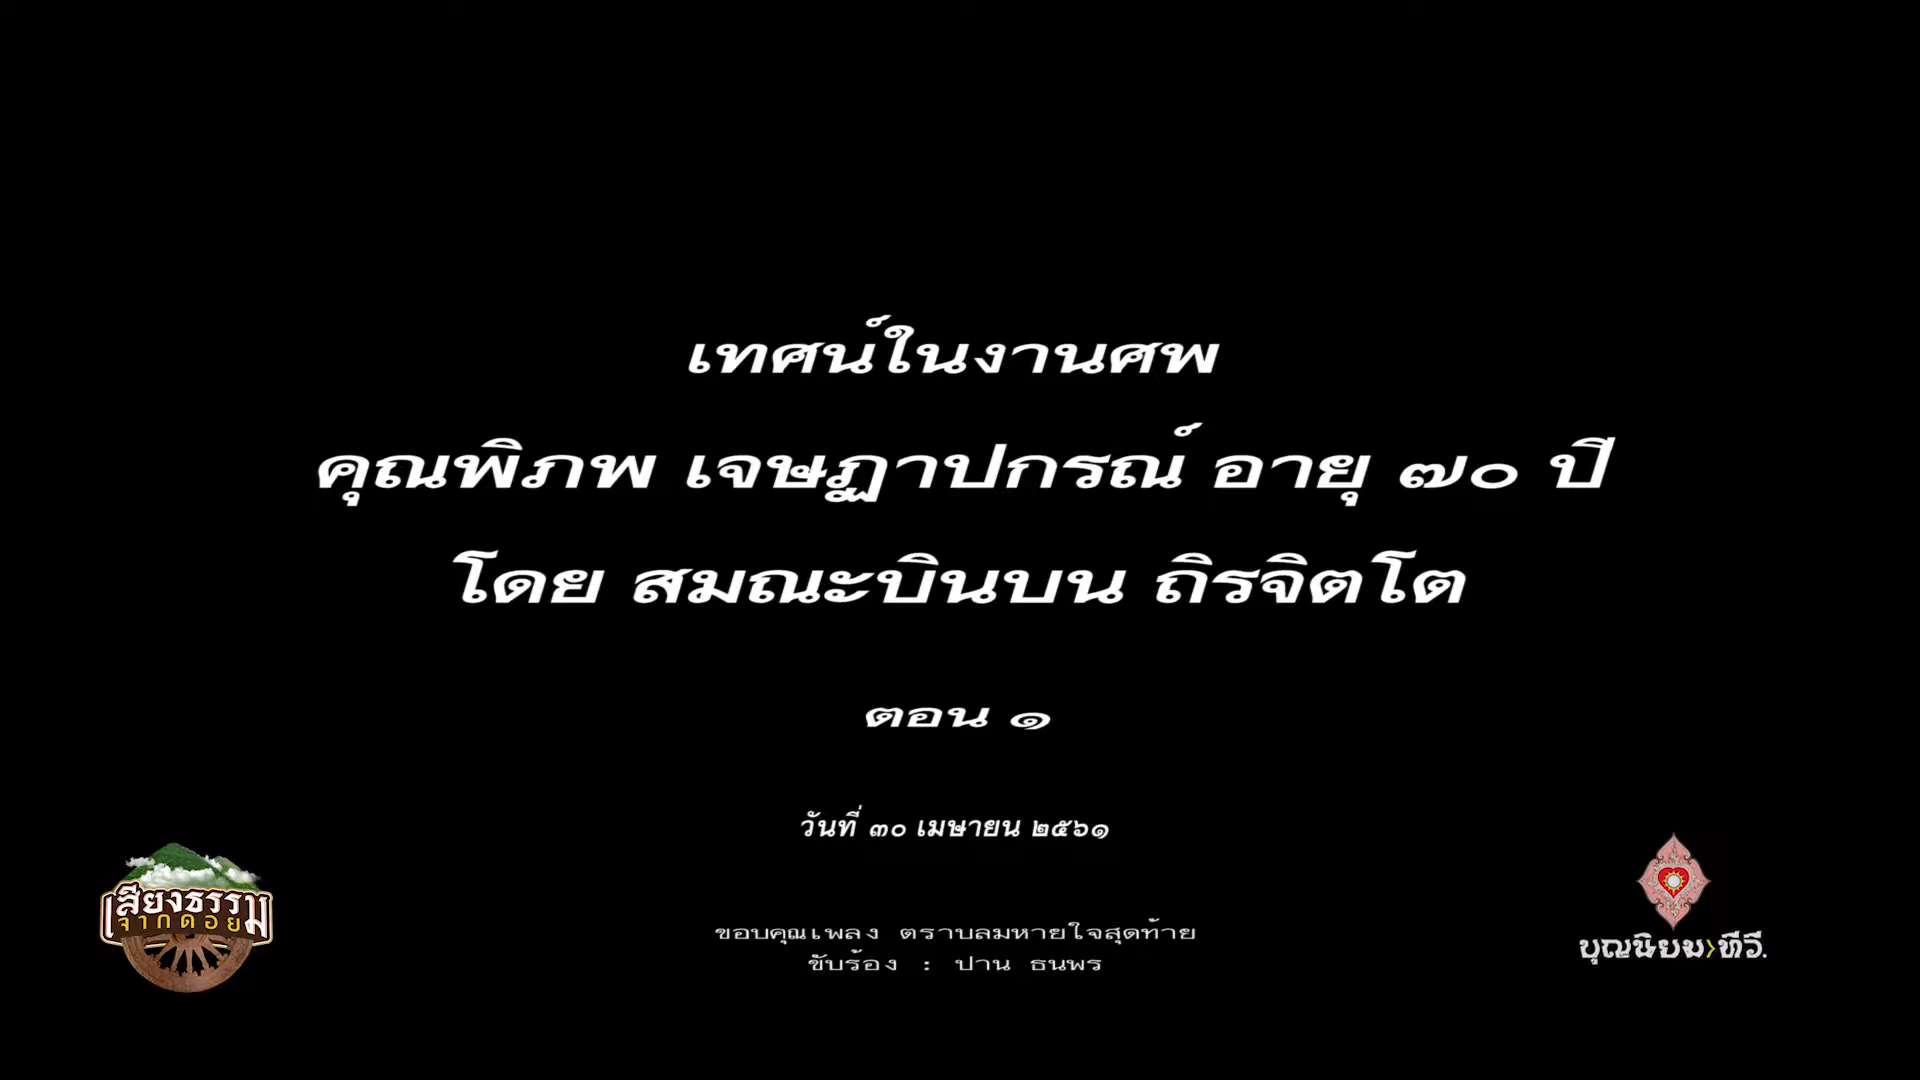 เทศน์ในงานศพ
คุณพิภพ เจษฏาปกรณ์ อายุ ๗๐ ปี
โดย สมณะบินบน ถิรจิตโต
ตอน ๑
วันที่ ๓๐ เมษายน ๒๕๖๑
เสียงธรรม
จากดอย
ขอบคุณเพลง ตราบลมหายใจสุดท้าย
ขับร้อง : ปาน ธนพร
บุญนิยม>ทีวี.